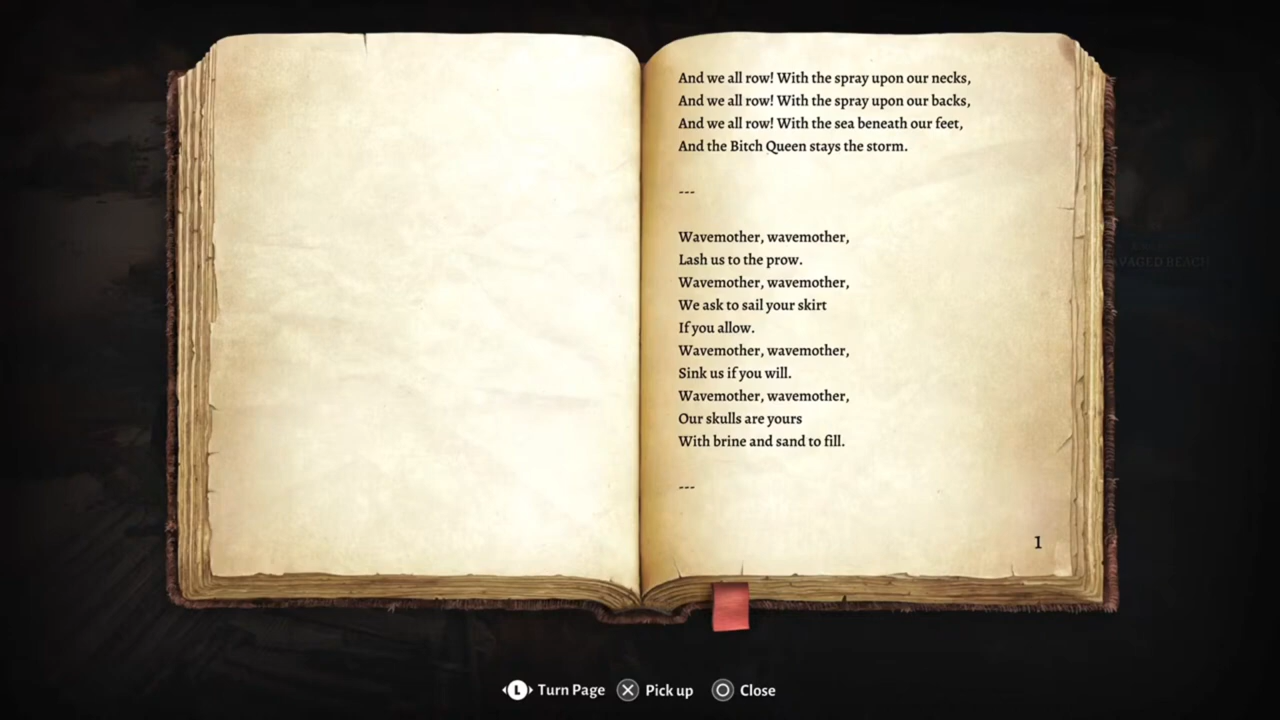 And we all row! With the spray upon our necks,
And we all row! With the spray upon our backs,
And we all row! With the sea beneath our feet,
And the Bitch Queen stays the storm.
---
Wavemother, wavemother,
Lash us to the prow.
Wavemother, wavemother,
We ask to sail your skirt
If you allow.
Wavemother, wavemother,
Sink us if you will.
Wavemother, wavemother,
Our skulls are yours
With brine and sand to fill.
---
1
L Turn Page Pick up Close